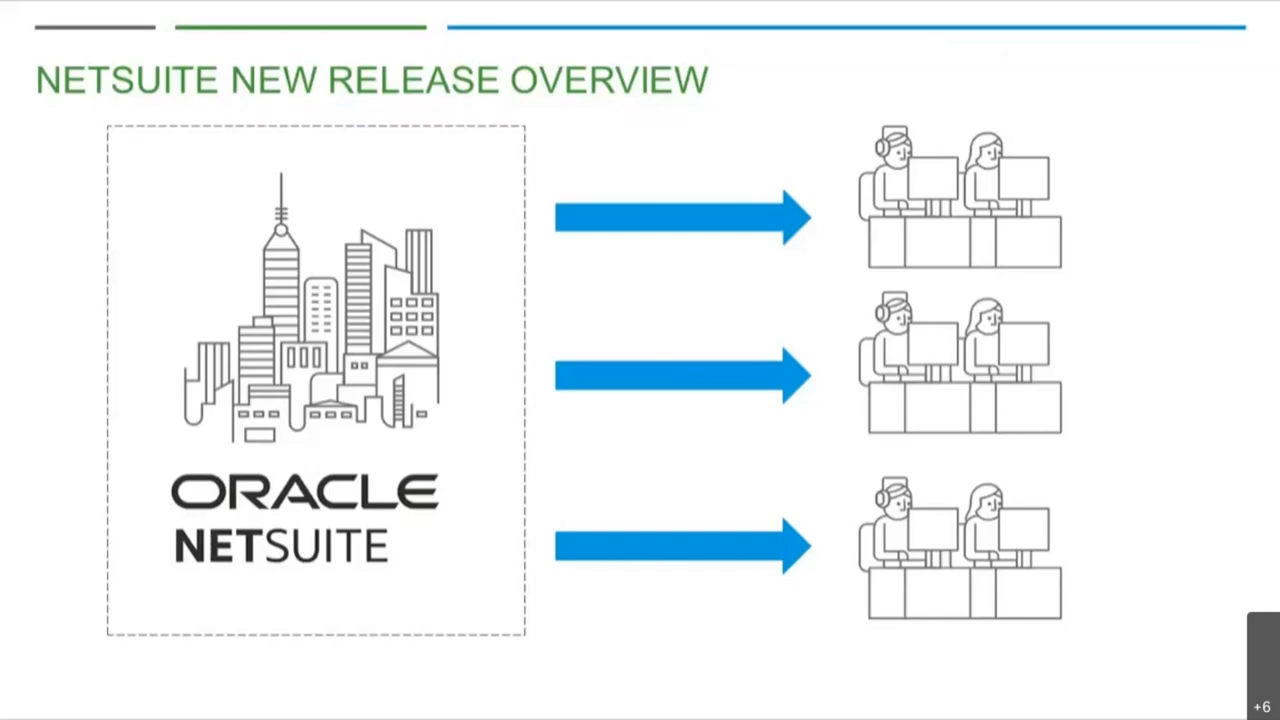 NETSUITE NEW RELEASE OVERVIEW
ORACLE
NETSUITE
+6